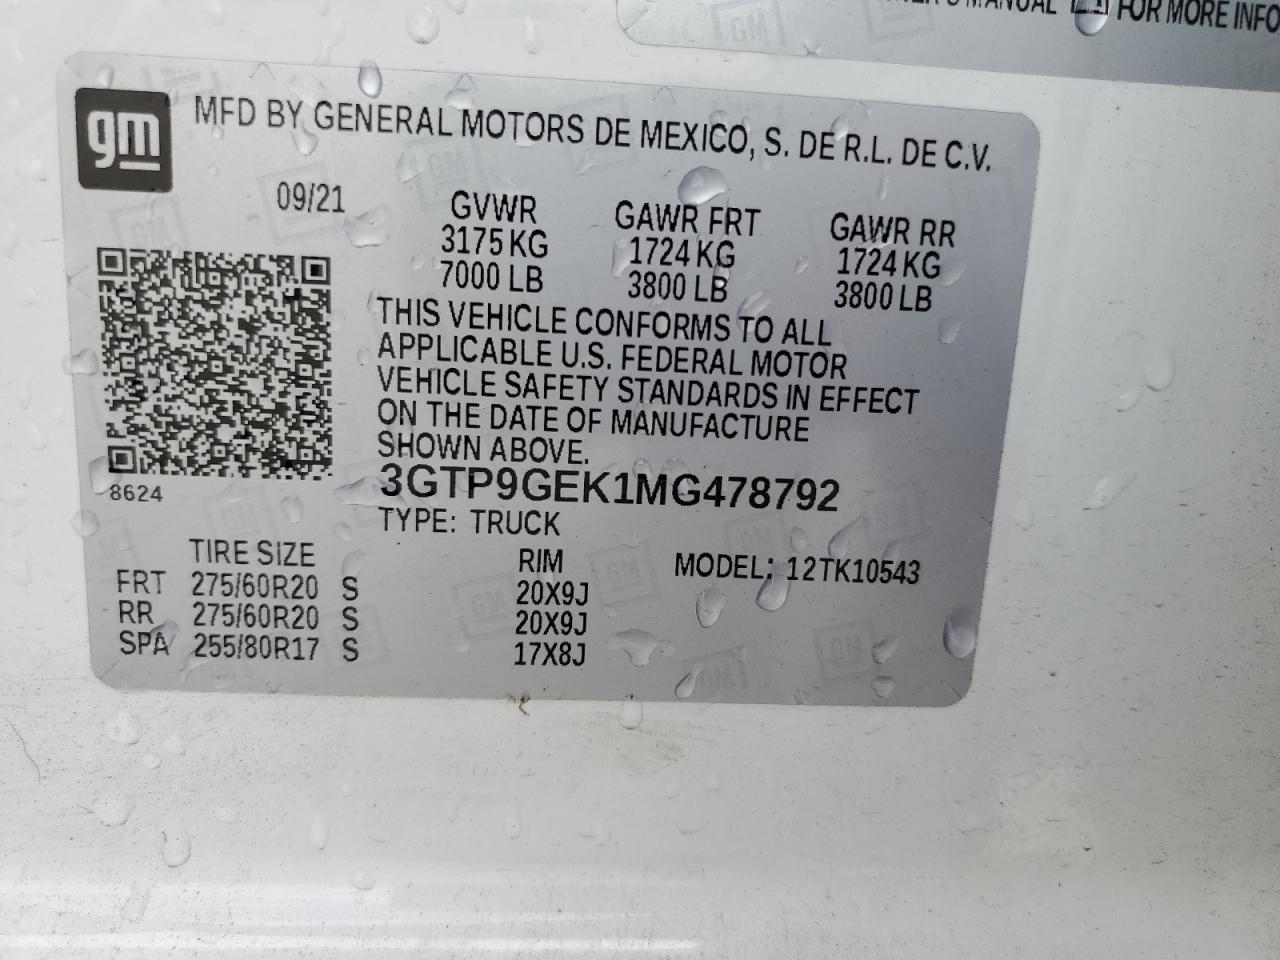 MANUAL FOR MORE INFO
gm MFD BY GENERAL MOTORS DE MEXICO, S. DE R.L. DE C.V.
09/21 GVWR GAWR FRT GAWR RR
3175 KG 1724 KG 1724 KG
7000 LB 3800 LB 3800 LB
THIS VEHICLE CONFORMS TO ALL
APPLICABLE U.S. FEDERAL MOTOR
VEHICLE SAFETY STANDARDS IN EFFECT
ON THE DATE OF MANUFACTURE
SHOWN ABOVE.
8624
3GTP9GEK1MG478792
TYPE: TRUCK
TIRE SIZE RIM MODEL: 12TK10543
FRT 275/60R20 S 20X9J
RR 275/60R20 S 20X9J
SPA 255/80R17 S 17X8J